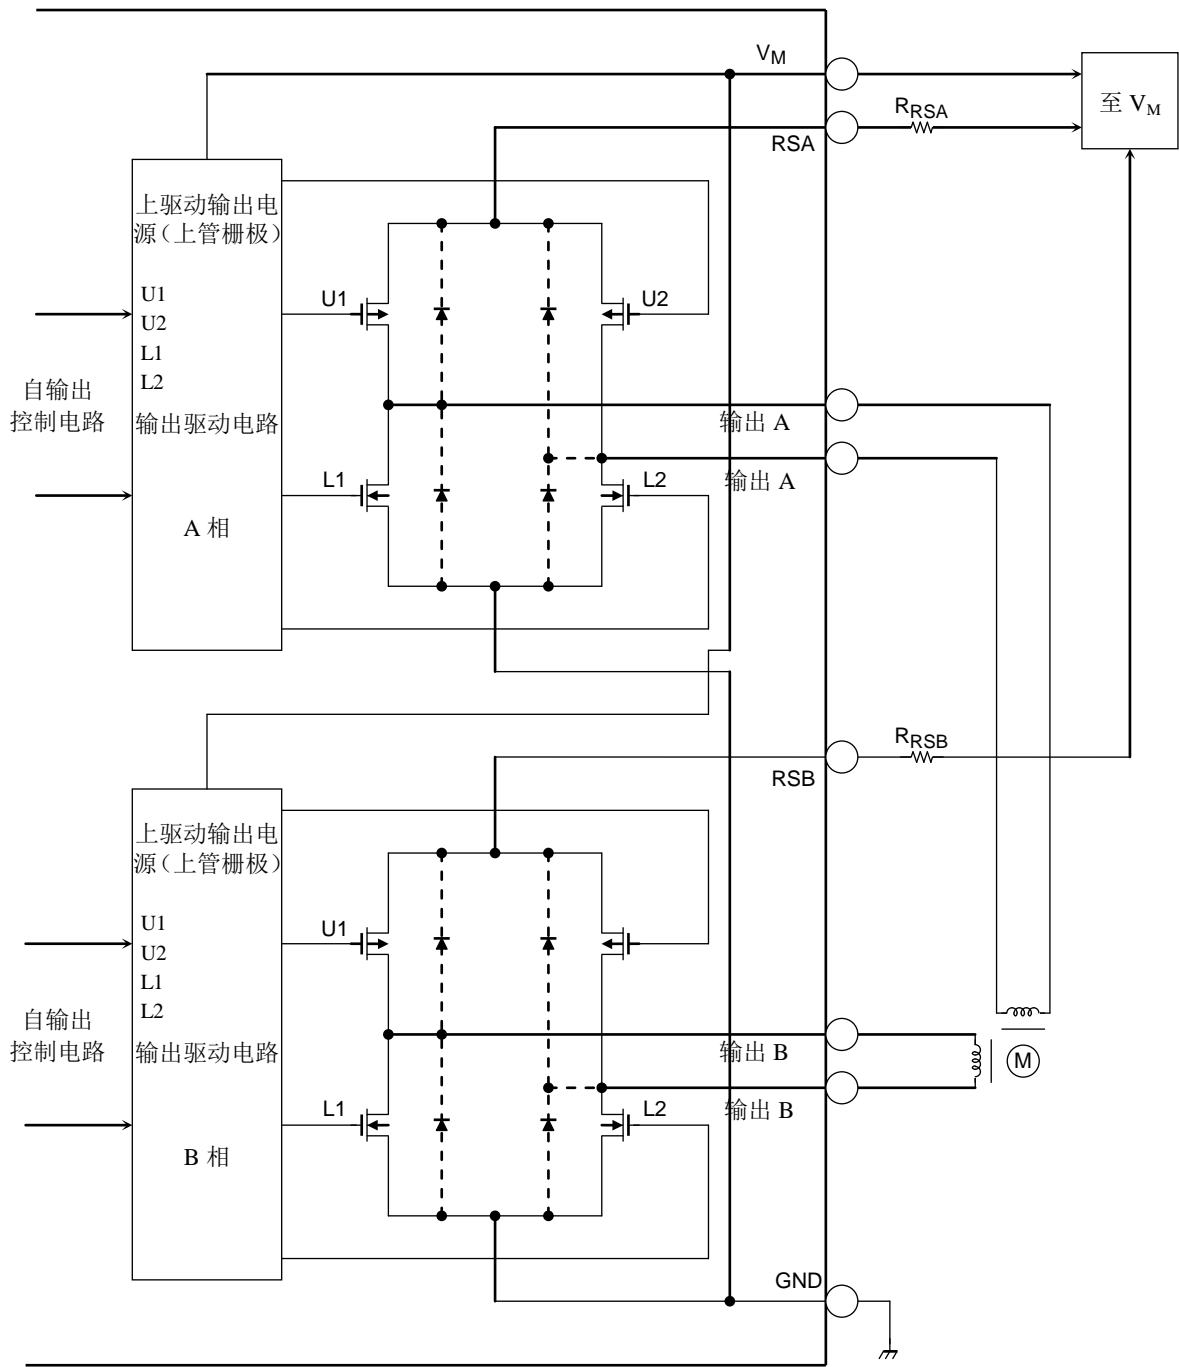 V_M
至 V_M
R_RSA
RSA
上驱动输出电
源(上管栅极)
U1
U2
L1
L2
自输出
控制电路
输出驱动电路
A 相
U1
U2
L1
L2
输出 A
输出 A
R_RSB
RSB
上驱动输出电
源(上管栅极)
U1
U2
L1
L2
自输出
控制电路
输出驱动电路
B 相
U1
L1
L2
输出 B
输出 B
M
GND